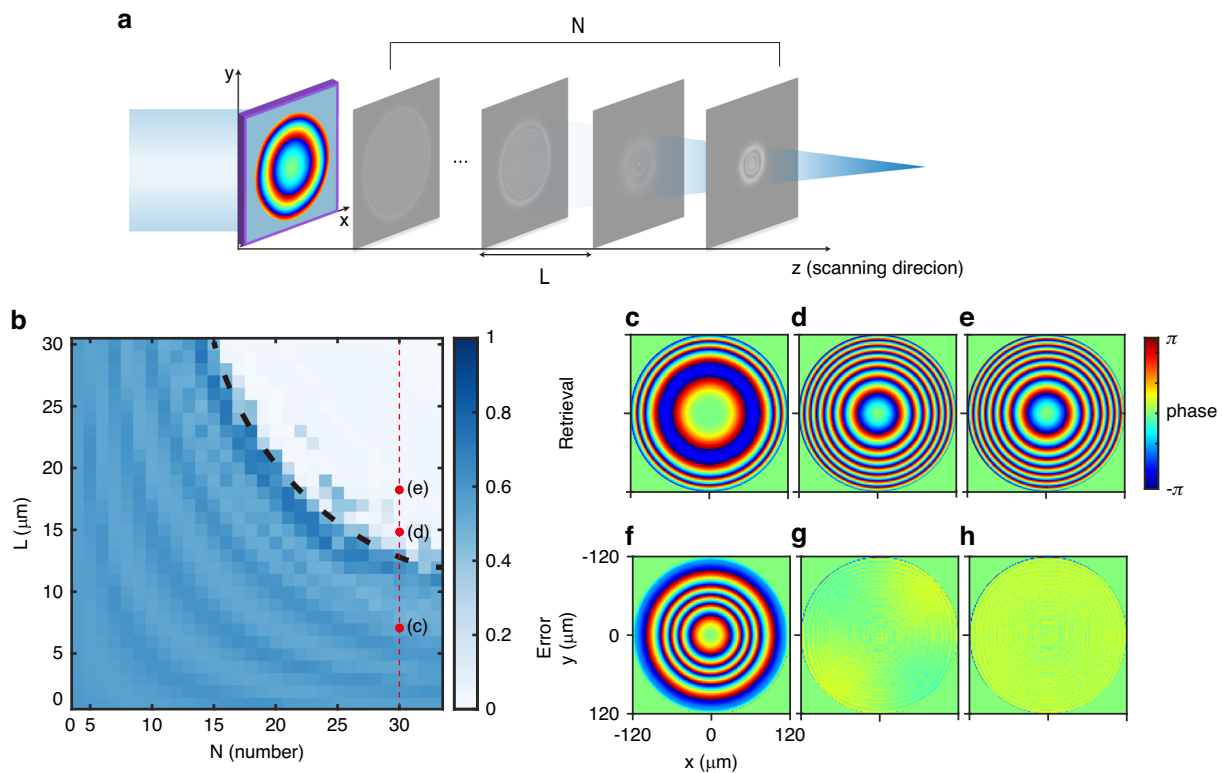 a
N
y
x
...
L
z (scanning direcion)
b
L (μm)
30
25
20
15
10
5
0
5
10
15
20
25
30
N (number)
(e)
(d)
(c)
1
0.8
0.6
0.4
0.2
0
c
d
e
Retrieval
π
phase
-π
f
g
h
Error
y (μm)
-120
0
120
-120
0
120
x (μm)